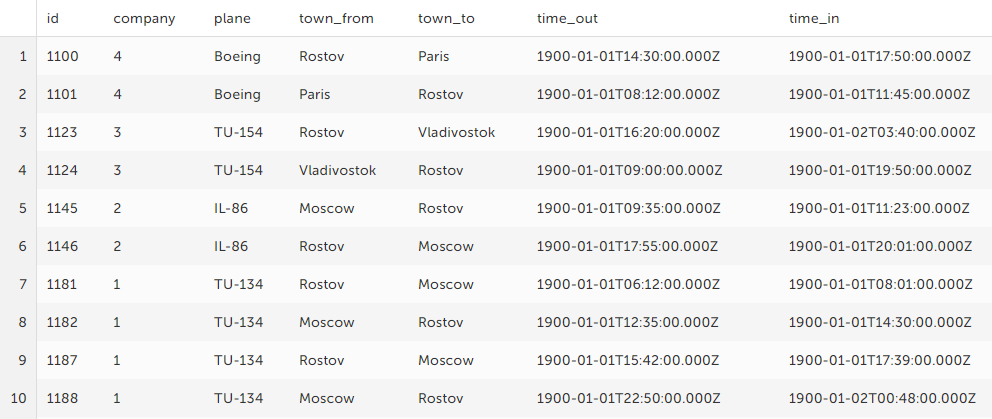 id company plane town_from town_to time_out time_in
1 1100 4 Boeing Rostov Paris 1900-01-01T14:30:00.000Z 1900-01-01T17:50:00.000Z
2 1101 4 Boeing Paris Rostov 1900-01-01T08:12:00.000Z 1900-01-01T11:45:00.000Z
3 1123 3 TU-154 Rostov Vladivostok 1900-01-01T16:20:00.000Z 1900-01-02T03:40:00.000Z
4 1124 3 TU-154 Vladivostok Rostov 1900-01-01T09:00:00.000Z 1900-01-01T19:50:00.000Z
5 1145 2 IL-86 Moscow Rostov 1900-01-01T09:35:00.000Z 1900-01-01T11:23:00.000Z
6 1146 2 IL-86 Rostov Moscow 1900-01-01T17:55:00.000Z 1900-01-01T20:01:00.000Z
7 1181 1 TU-134 Rostov Moscow 1900-01-01T06:12:00.000Z 1900-01-01T08:01:00.000Z
8 1182 1 TU-134 Moscow Rostov 1900-01-01T12:35:00.000Z 1900-01-01T14:30:00.000Z
9 1187 1 TU-134 Rostov Moscow 1900-01-01T15:42:00.000Z 1900-01-01T17:39:00.000Z
10 1188 1 TU-134 Moscow Rostov 1900-01-01T22:50:00.000Z 1900-01-02T00:48:00.000Z